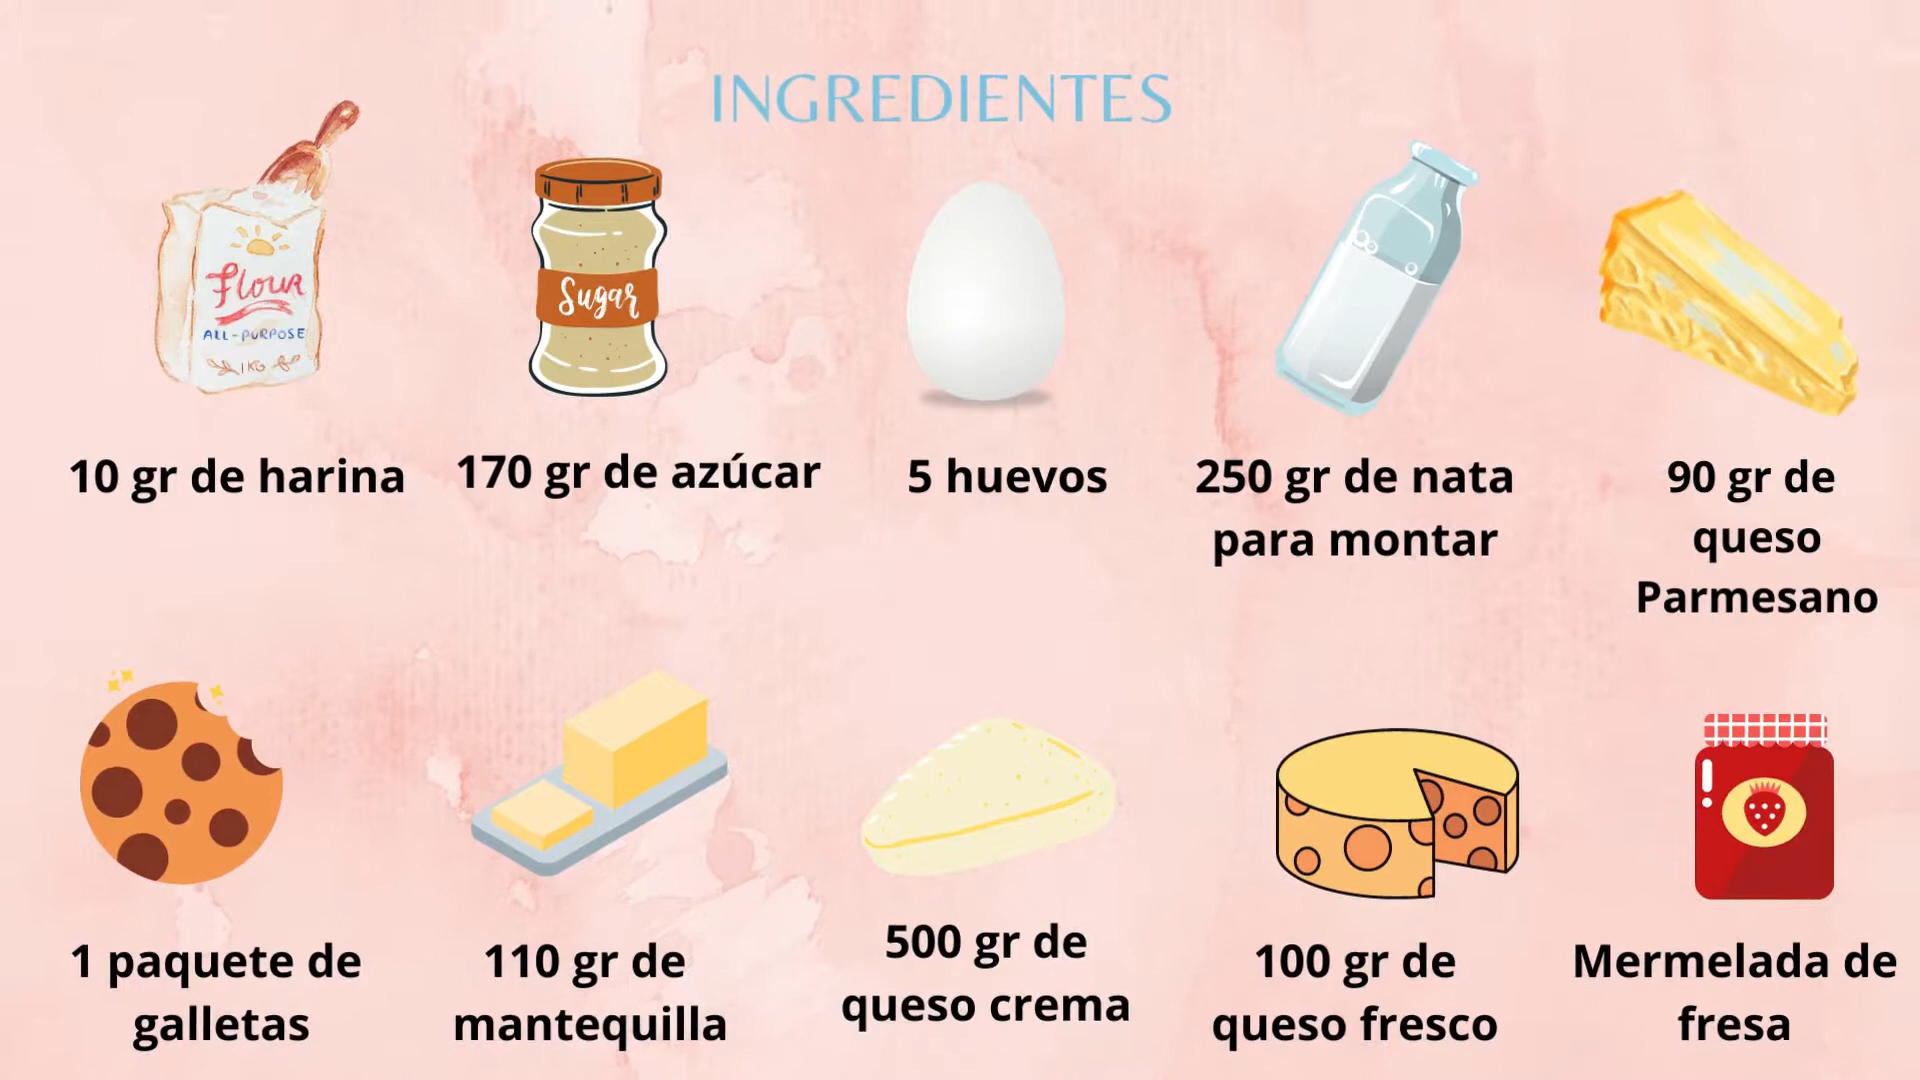 INGREDIENTES
Flour
ALL-PURPOSE
1 KG
Sugar
10 gr de harina
170 gr de azúcar
5 huevos
250 gr de nata
para montar
90 gr de
queso
Parmesano
1 paquete de
galletas
110 gr de
mantequilla
500 gr de
queso crema
100 gr de
queso fresco
Mermelada de
fresa